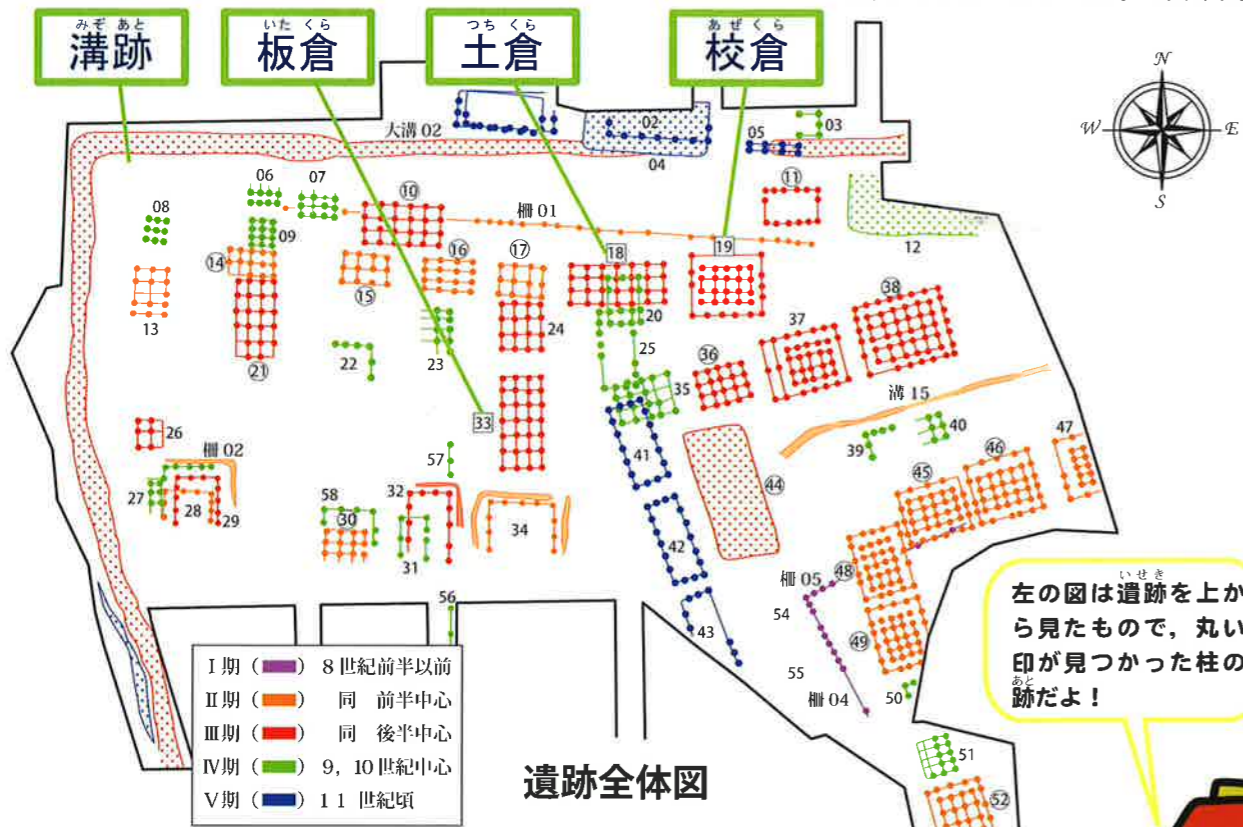 みぞ あと
溝跡
いた くら
板倉
つち くら
土倉
あぜ くら
校倉
N
W
E
S
大溝 02
02
03
04
05
06
07
08
09
⑩
⑪
12
柵 01
13
⑭
⑮
⑯
⑰
18
19
20
㉑
22
23
24
25
26
柵 02
27
28
29
㉚
31
32
33
34
35
㊱
37
㊳
溝 15
39
40
41
42
43
㊹
㊺
㊻
47
㊽
㊾
50
51
52
柵 05
54
55
柵 04
56
57
58
Ⅰ期（ ）8世紀前半以前
Ⅱ期（ ）同 前半中心
Ⅲ期（ ）同 後半中心
Ⅳ期（ ）9，10世紀中心
Ⅴ期（ ）11世紀頃
遺跡全体図
いせき
左の図は遺跡を上か
ら見たもので，丸い
印が見つかった柱の
あと
跡だよ！